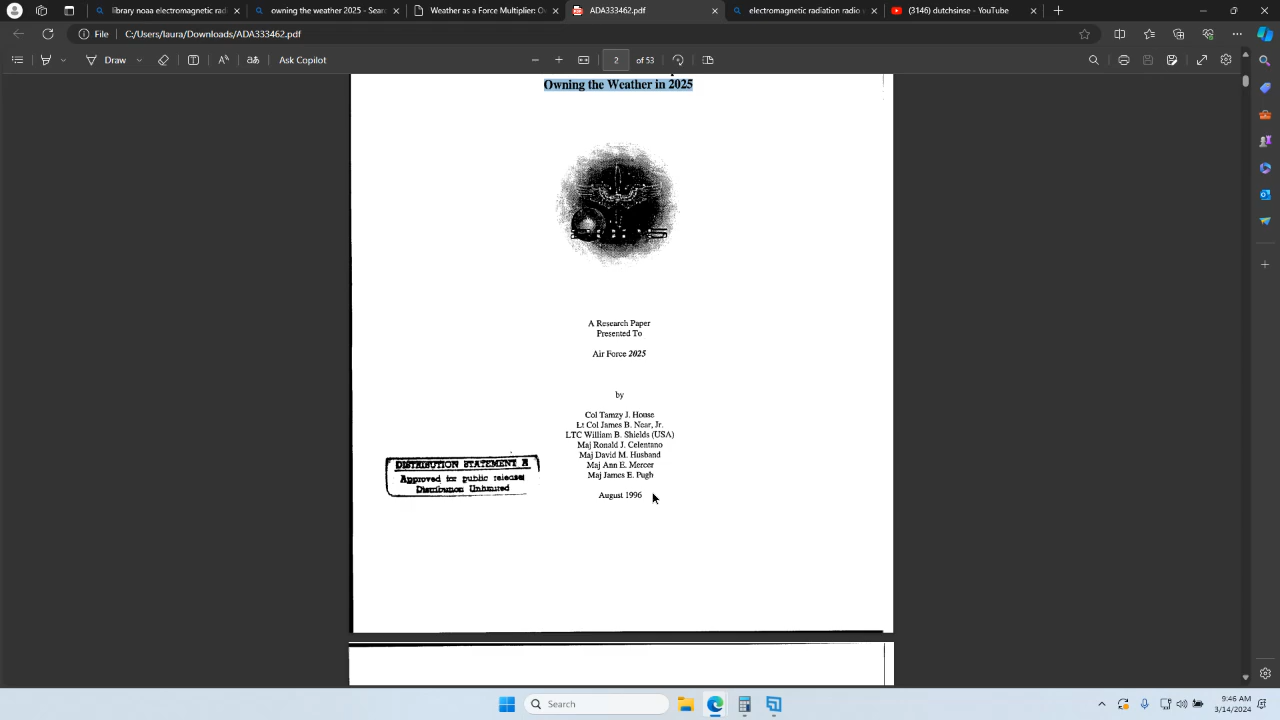 library noaa electromagnetic rad
owning the weather 2025 - Sear
Weather as a Force Multiplier: Ow
ADA333462.pdf
electromagnetic radiation radio
(3146) dutchsinse - YouTube
File
C:/Users/laura/Downloads/ADA333462.pdf
Draw
Ask Copilot
2 of 53
Owning the Weather in 2025
2025
A Research Paper
Presented To
Air Force 2025
by
Col Tamzy J. House
Lt Col James B. Near, Jr.
LTC William B. Shields (USA)
Maj Ronald J. Celentano
Maj David M. Husband
Maj Ann E. Mercer
Maj James E. Pugh
August 1996
DISTRIBUTION STATEMENT A
Approved for public release
Distribution Unlimited
Search
9:46 AM
3/14/2024